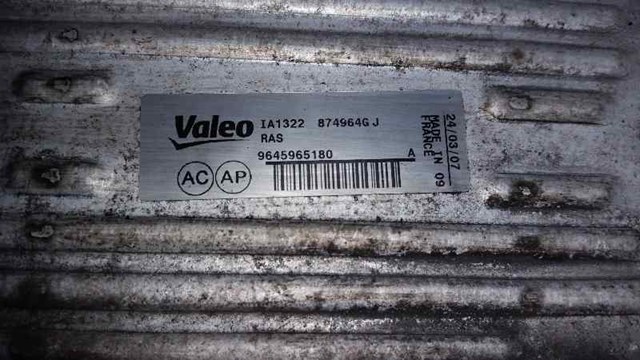 Valeo
IA1322 874964G J
RAS
9645965180 A
AC AP
24/03/07
MADE IN 09
FRANCE